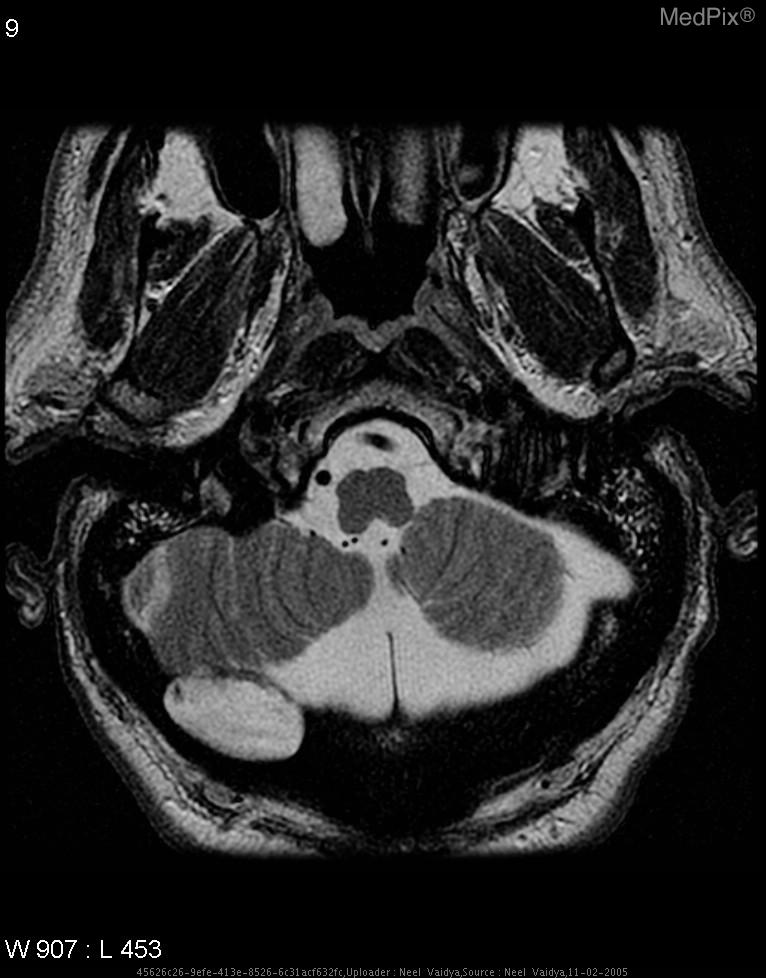 9
MedPix®
W 907 : L 453
45626c26-9efe-413e-8526-6c31acf632fc,Uploader : Neel Vaidya,Source : Neel Vaidya,11-02-2005